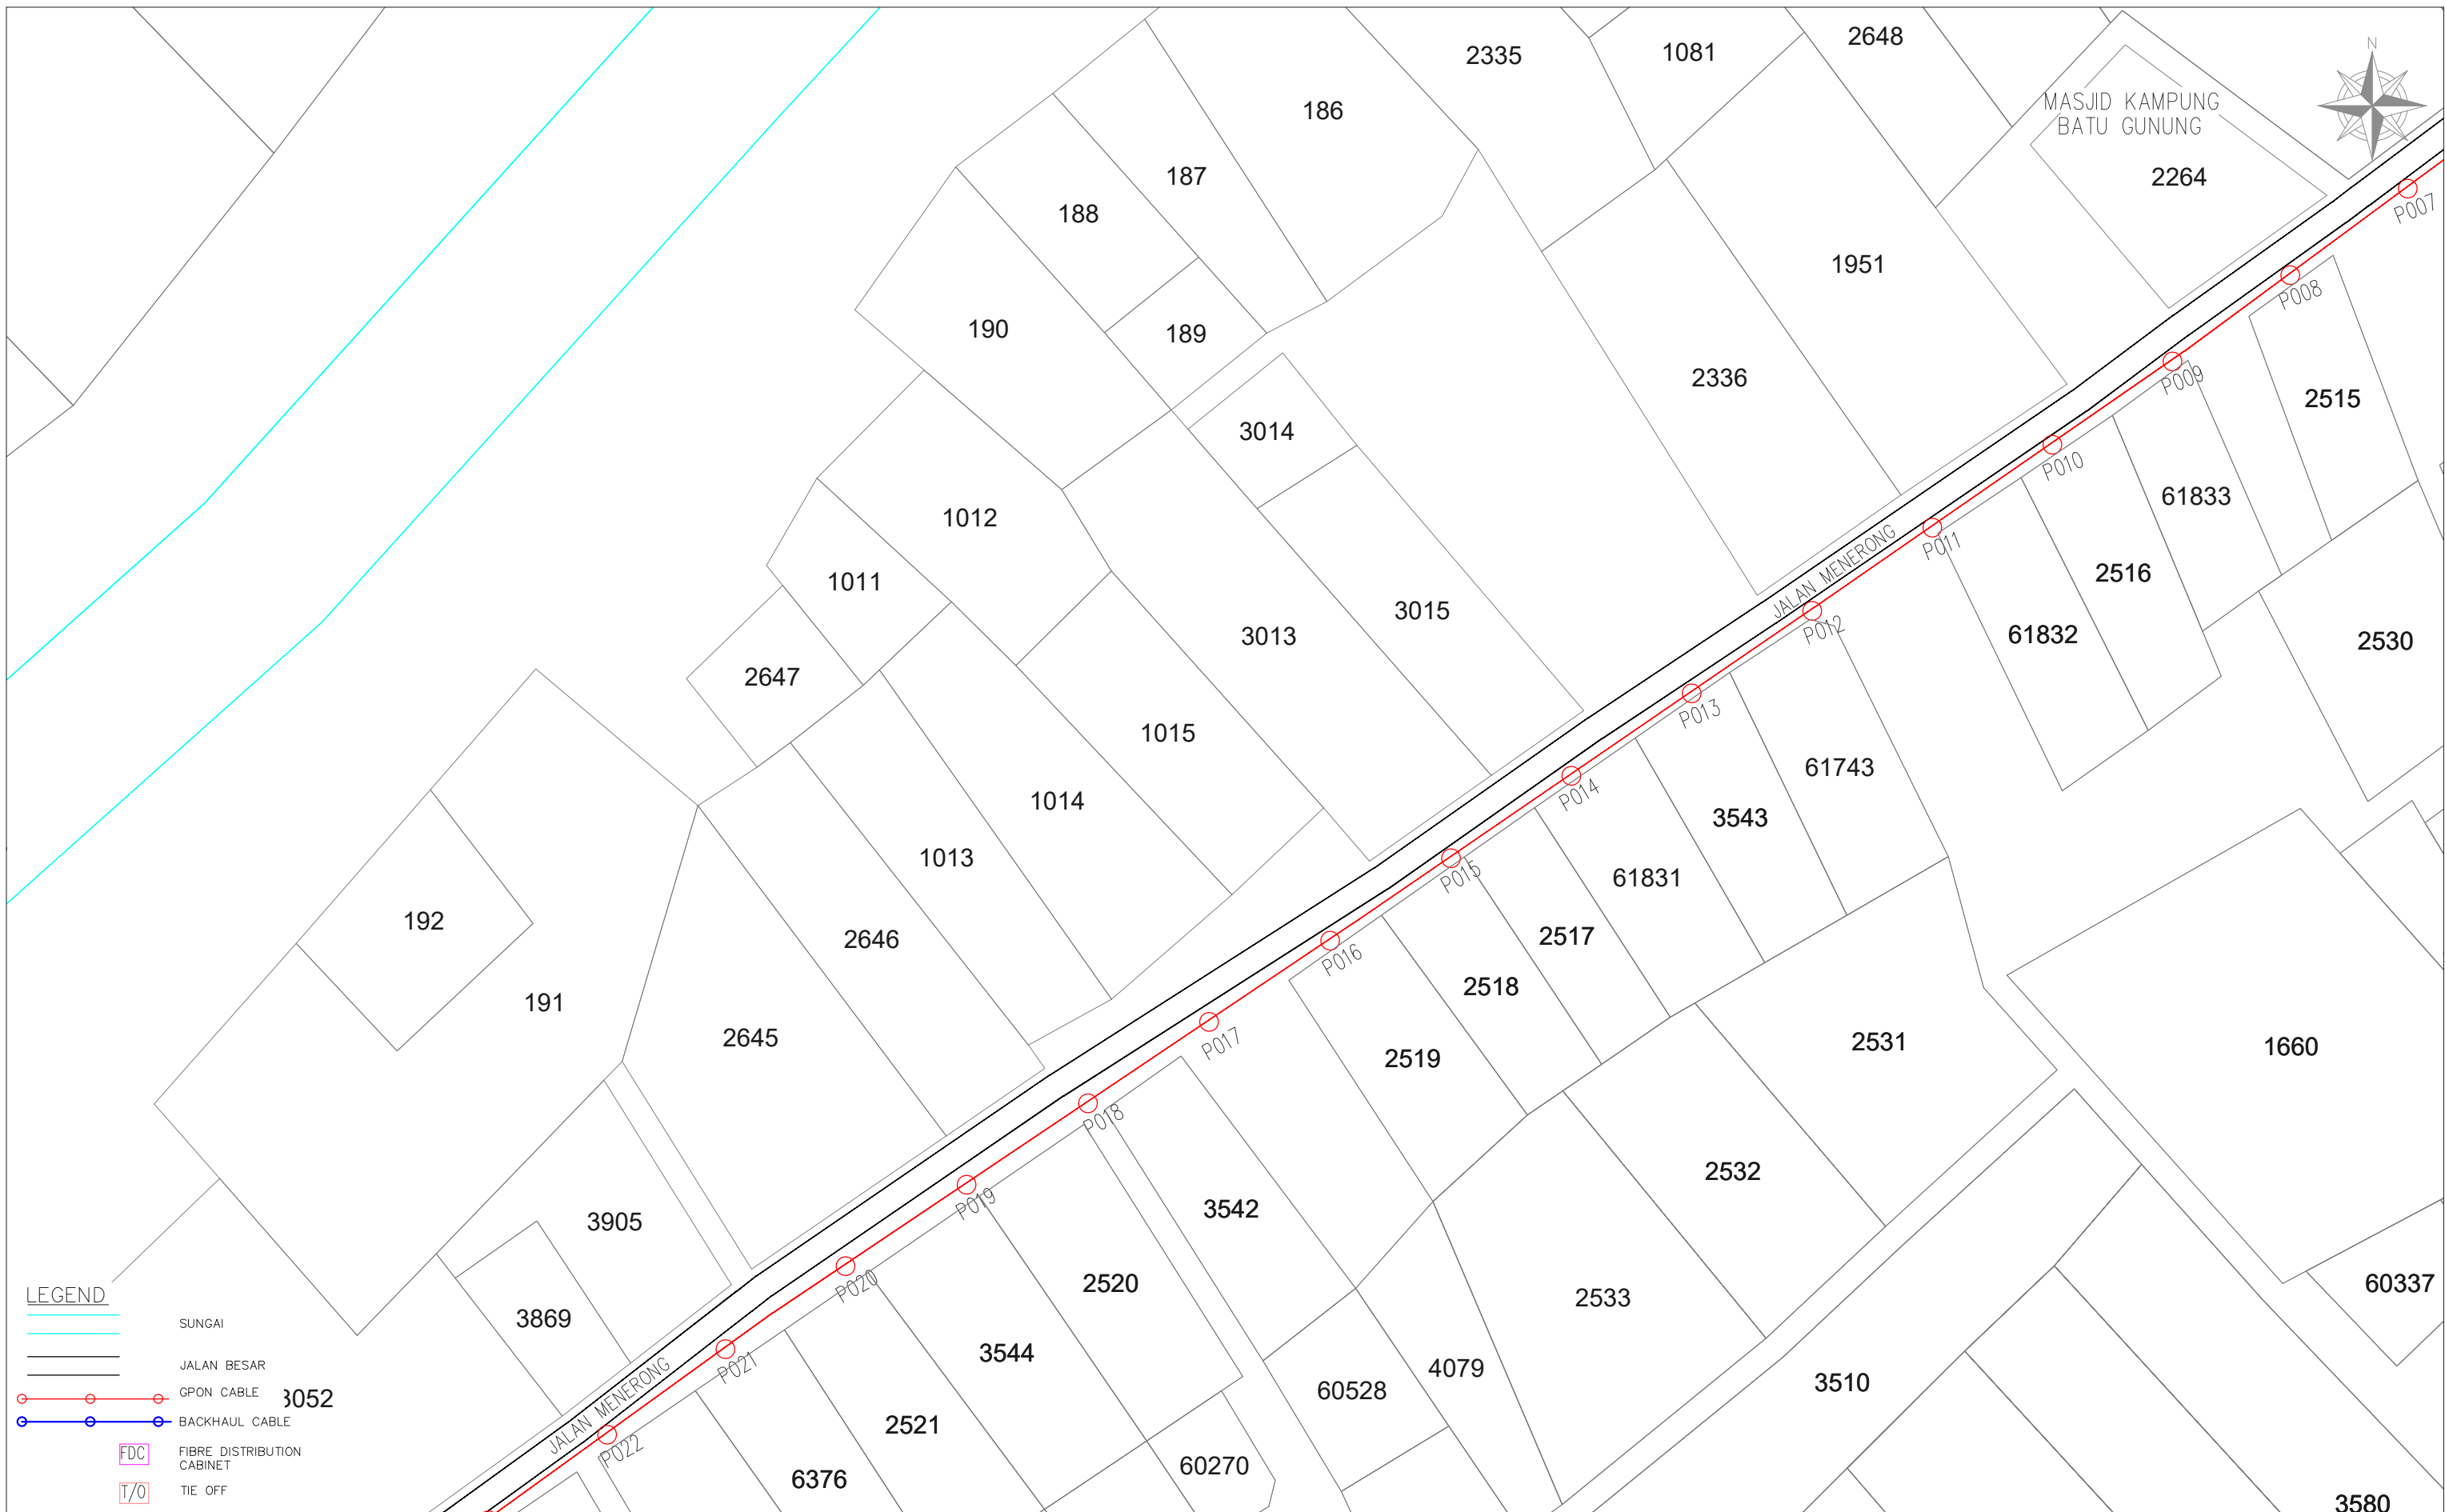 2335
1081
2648
N
186
MASJID KAMPUNG
BATU GUNUNG
187
2264
188
P007
1951
P008
190
189
2336
P009
2515
3014
P010
61833
1012
P011
2516
JALAN MENERONG
1011
3015
3013
P012
61832
2530
2647
P013
1015
61743
P014
1014
3543
1013
P015
61831
192
2646
2517
P016
2518
191
2645
P017
2519
2531
1660
P018
2532
3905
P019
3542
2520
P020
2533
60337
LEGEND
SUNGAI
3869
P021
3544
4079
3510
JALAN BESAR
JALAN MENERONG
60528
GPON CABLE
3052
BACKHAUL CABLE
2521
P022
FDC
FIBRE DISTRIBUTION
CABINET
6376
60270
T/O
TIE OFF
3580